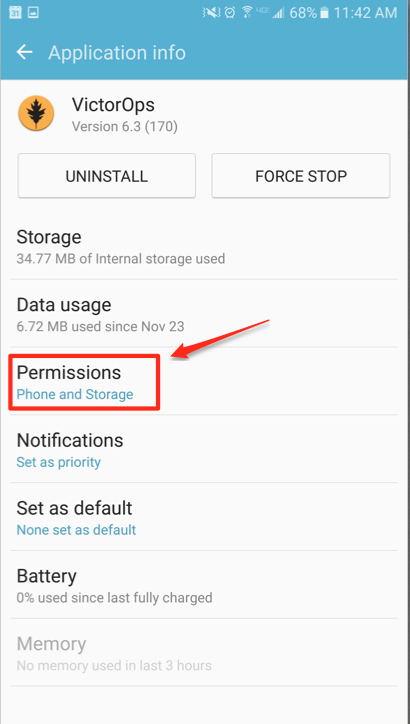 31 68% 11:42 AM
Application info
VictorOps
Version 6.3 (170)
UNINSTALL FORCE STOP
Storage
34.77 MB of Internal storage used
Data usage
6.72 MB used since Nov 23
Permissions
Phone and Storage
Notifications
Set as priority
Set as default
None set as default
Battery
0% used since last fully charged
Memory
No memory used in last 3 hours